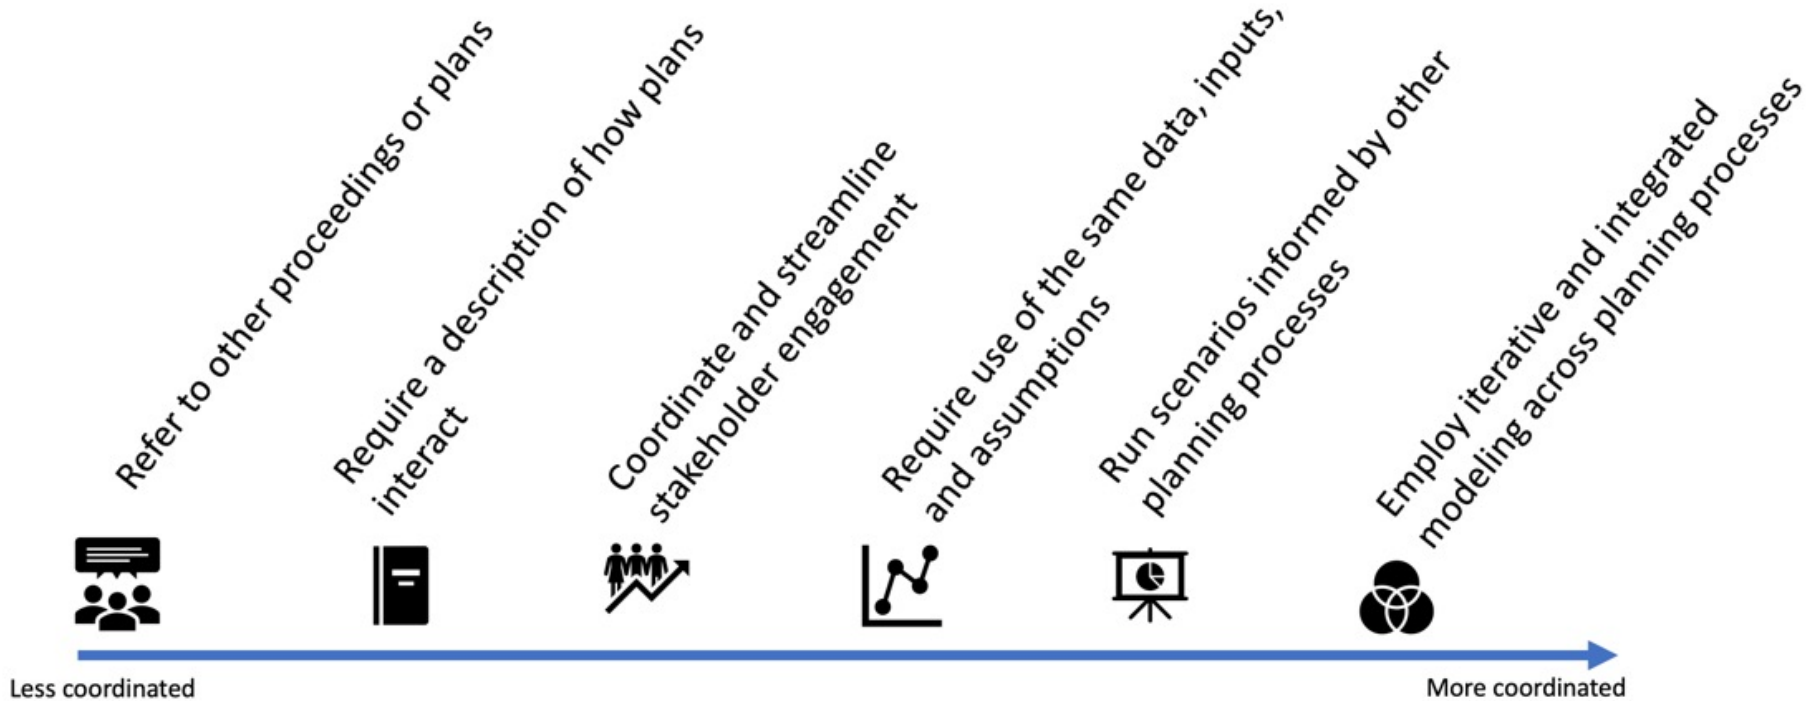 Refer to other proceedings or plans
Require a description of how plans
interact
Coordinate and streamline
stakeholder engagement
Require use of the same data, inputs,
and assumptions
Run scenarios informed by other
planning processes
Employ iterative and integrated
modeling across planning processes
Less coordinated
More coordinated